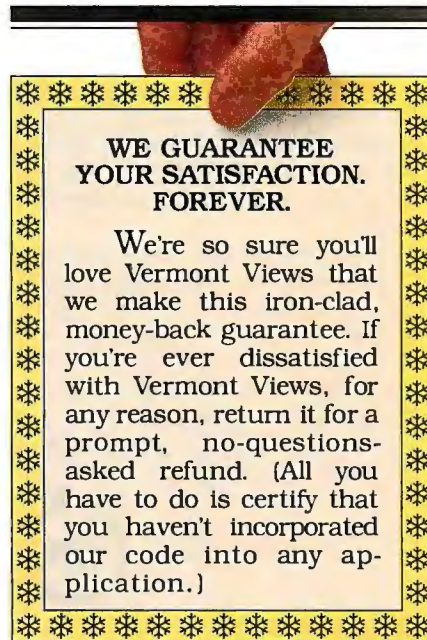 WE GUARANTEE
YOUR SATISFACTION.
FOREVER.
We're so sure you'll
love Vermont Views that
we make this iron-clad,
money-back guarantee. If
you're ever dissatisfied
with Vermont Views, for
any reason, return it for a
prompt, no-questions-
asked refund. (All you
have to do is certify that
you haven't incorporated
our code into any ap-
plication.)